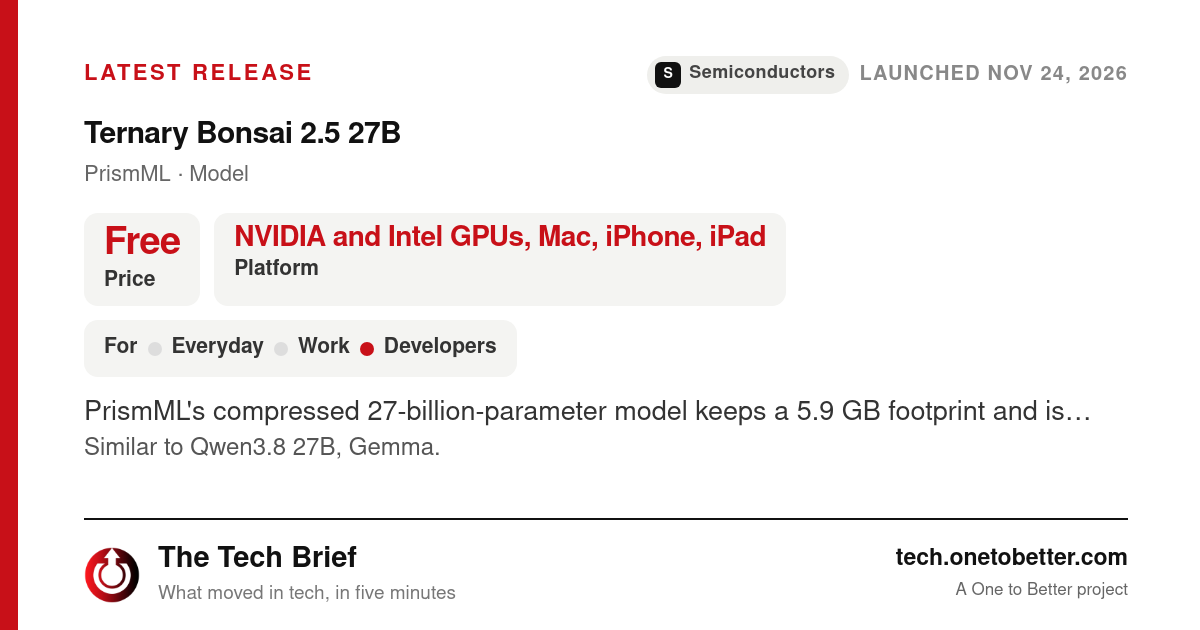 LATEST RELEASE
S Semiconductors LAUNCHED NOV 24, 2026
Ternary Bonsai 2.5 27B
PrismML · Model
Free
Price
NVIDIA and Intel GPUs, Mac, iPhone, iPad
Platform
For Everyday Work Developers
PrismML's compressed 27-billion-parameter model keeps a 5.9 GB footprint and is…
Similar to Qwen3.8 27B, Gemma.
The Tech Brief
What moved in tech, in five minutes
tech.onetobetter.com
A One to Better project